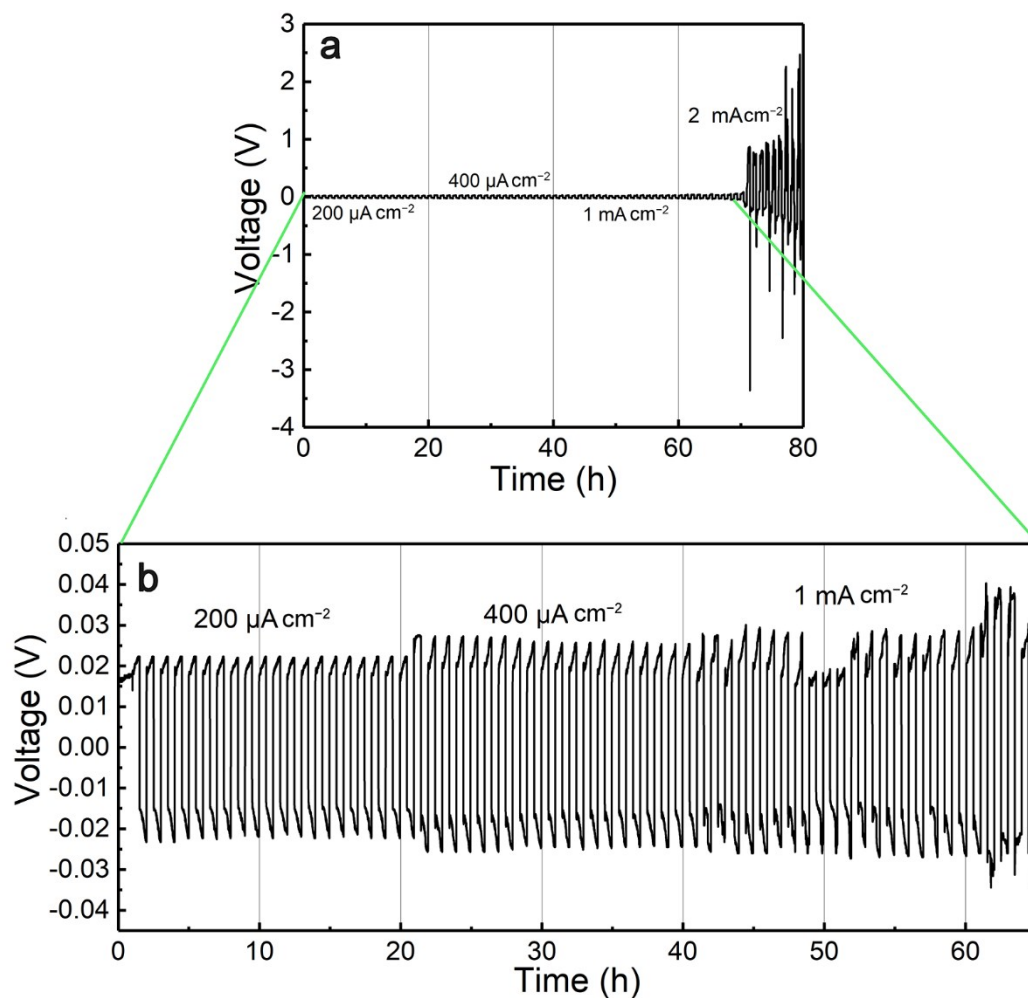 a
3
2
1
0
-1
-2
-3
-4
Voltage (V)
2 mAcm⁻²
400 µA cm⁻²
200 µA cm⁻²
1 mA cm⁻²
0 20 40 60 80
Time (h)
b
0.05
0.04
0.03
0.02
0.01
0.00
-0.01
-0.02
-0.03
-0.04
Voltage (V)
200 µA cm⁻²
400 µA cm⁻²
1 mA cm⁻²
0 10 20 30 40 50 60
Time (h)